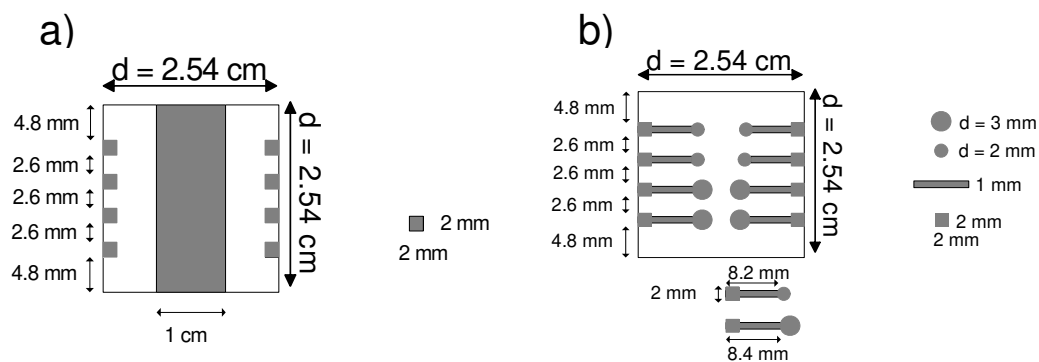 a)
d = 2.54 cm
4.8 mm
2.6 mm
2.6 mm
2.6 mm
4.8 mm
d = 2.54 cm
1 cm
2 mm
2 mm
b)
d = 2.54 cm
4.8 mm
2.6 mm
2.6 mm
2.6 mm
4.8 mm
d = 2.54 cm
8.2 mm
2 mm
8.4 mm
d = 3 mm
d = 2 mm
1 mm
2 mm
2 mm